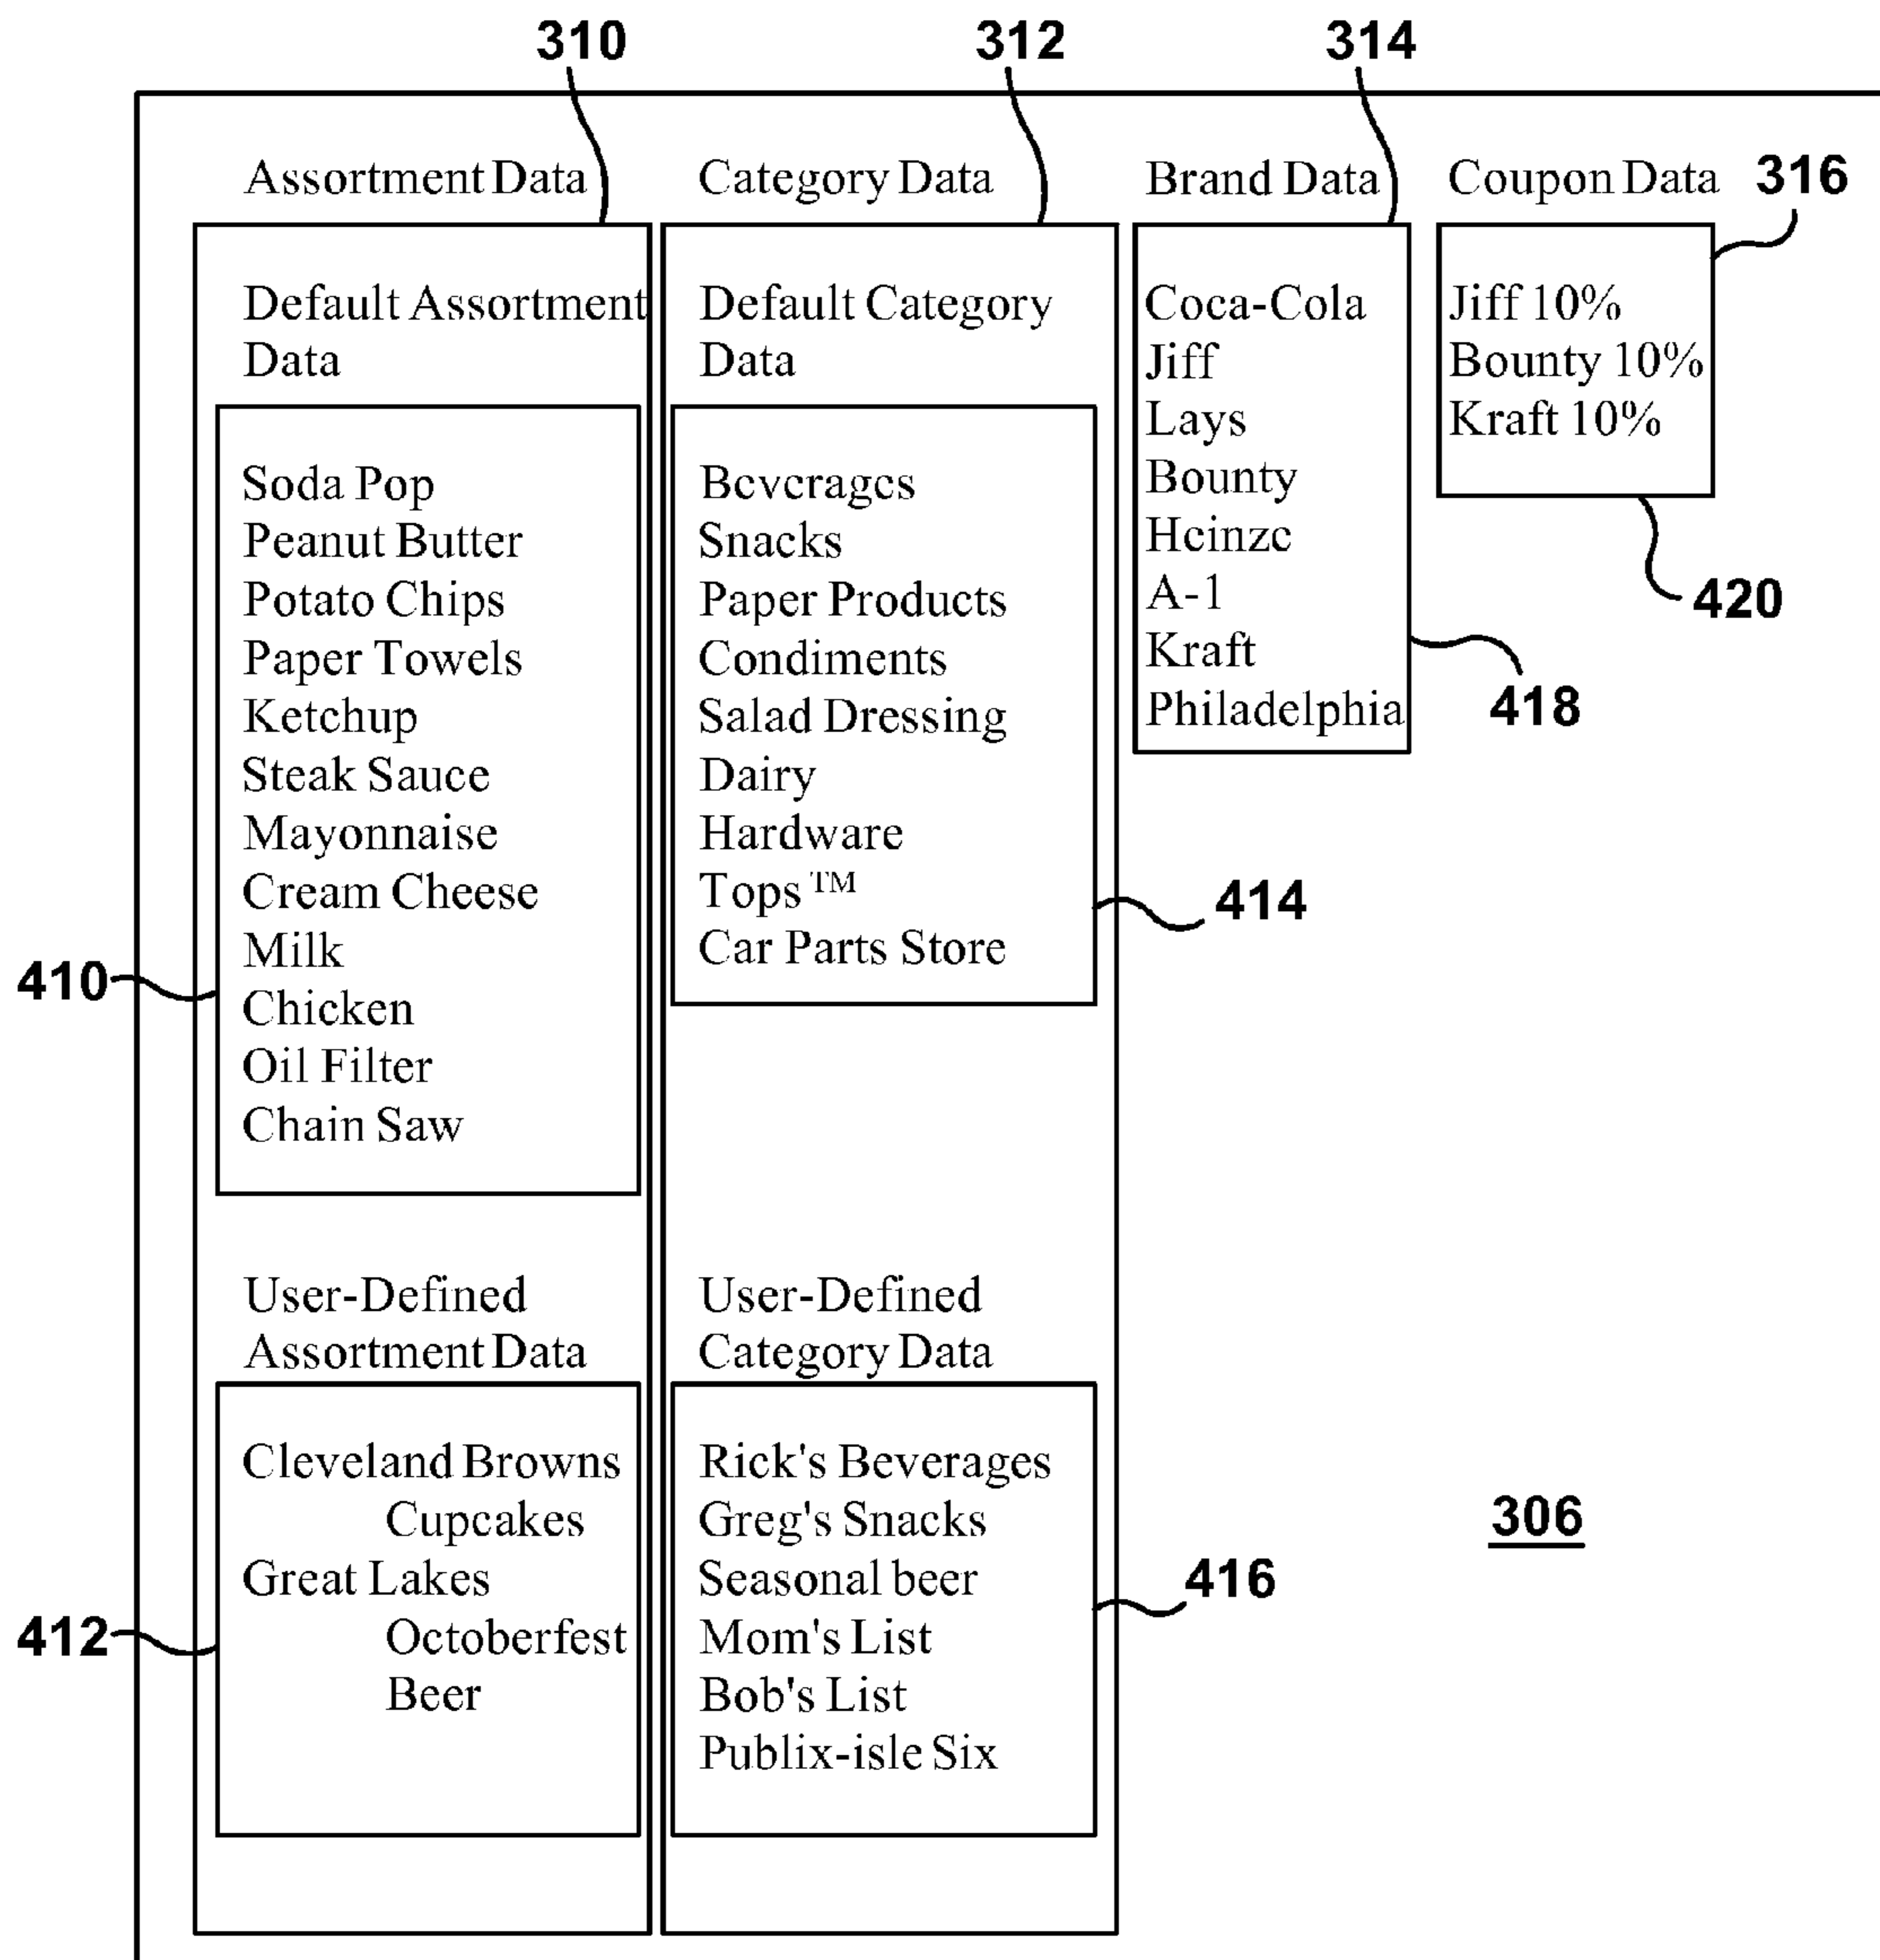 310
312
314
Assortment Data
Category Data
Brand Data
Coupon Data
316
Default Assortment
Data
Soda Pop
Peanut Butter
Potato Chips
Paper Towels
Ketchup
Steak Sauce
Mayonnaise
Cream Cheese
Milk
Chicken
Oil Filter
Chain Saw
410
User-Defined
Assortment Data
Cleveland Browns
Cupcakes
Great Lakes
Octoberfest
Beer
412
Default Category
Data
Beverages
Snacks
Paper Products
Condiments
Salad Dressing
Dairy
Hardware
Tops ™
Car Parts Store
414
User-Defined
Category Data
Rick's Beverages
Greg's Snacks
Seasonal beer
Mom's List
Bob's List
Publix-isle Six
416
Coca-Cola
Jiff
Lays
Bounty
Heinze
A-1
Kraft
Philadelphia
418
Jiff 10%
Bounty 10%
Kraft 10%
420
306